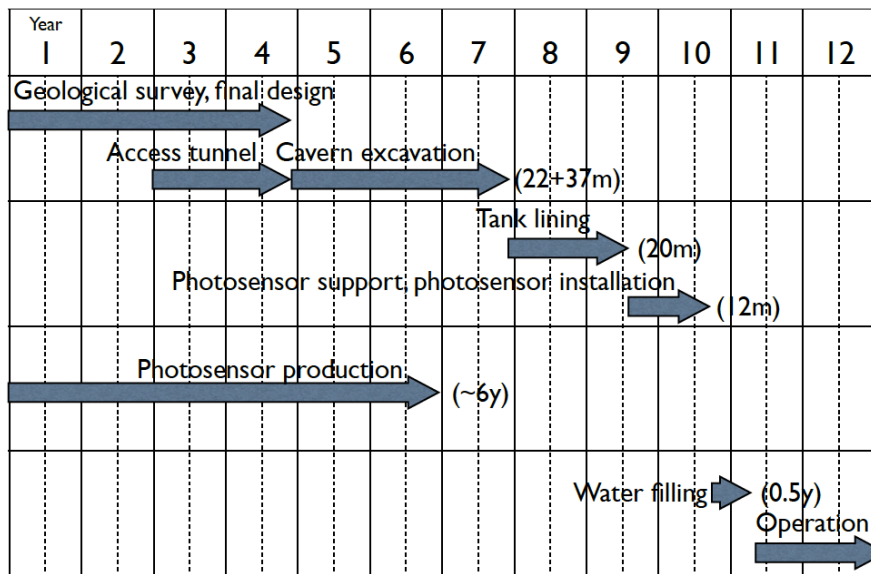 Year
1 2 3 4 5 6 7 8 9 10 11 12
Geological survey, final design
Access tunnel Cavern excavation
(22+37m)
Tank lining
(20m)
Photosensor support, photosensor installation
(12m)
Photosensor production
(~6y)
Water filling (0.5y)
Operation